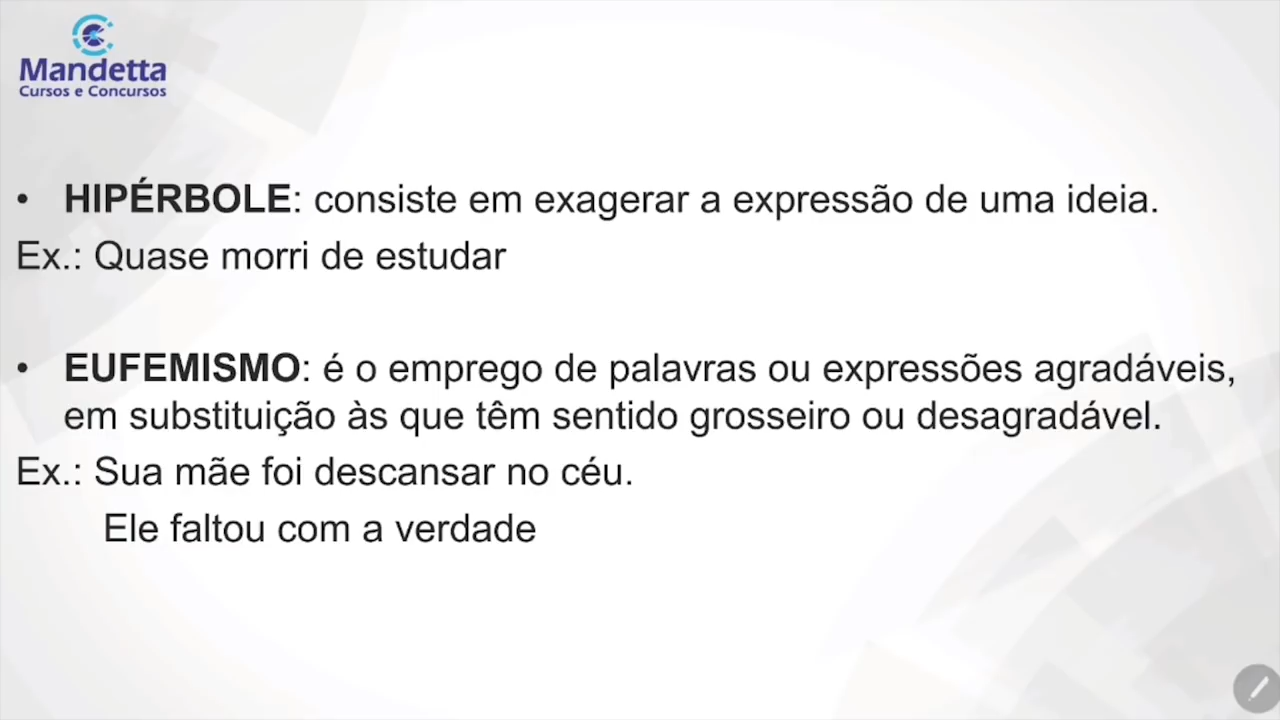 Mandetta
Cursos e Concursos
• HIPÉRBOLE: consiste em exagerar a expressão de uma ideia.
Ex.: Quase morri de estudar
• EUFEMISMO: é o emprego de palavras ou expressões agradáveis,
em substituição às que têm sentido grosseiro ou desagradável.
Ex.: Sua mãe foi descansar no céu.
Ele faltou com a verdade